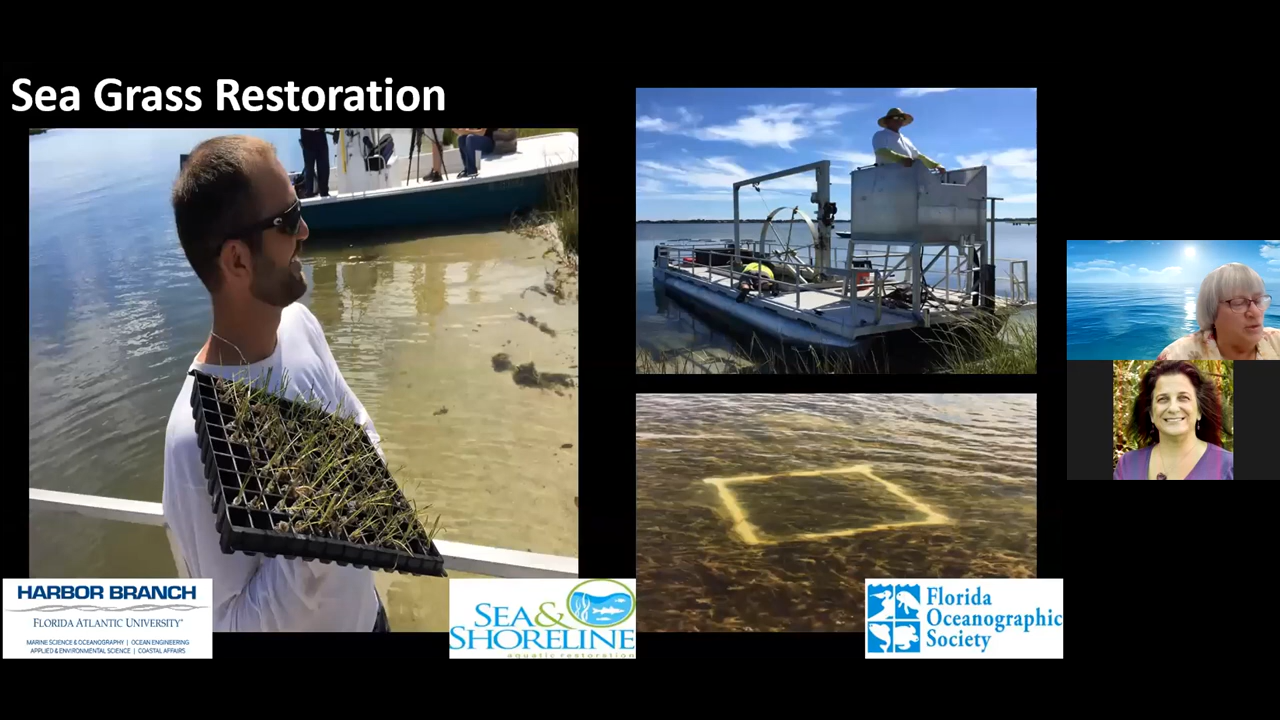 Sea Grass Restoration
HARBOR BRANCH
FLORIDA ATLANTIC UNIVERSITY®
MARINE SCIENCE & OCEANOGRAPHY | OCEAN ENGINEERING
APPLIED & ENVIRONMENTAL SCIENCE | COASTAL AFFAIRS
SEA &
SHORELINE
aquatic restoration
Florida
Oceanographic
Society